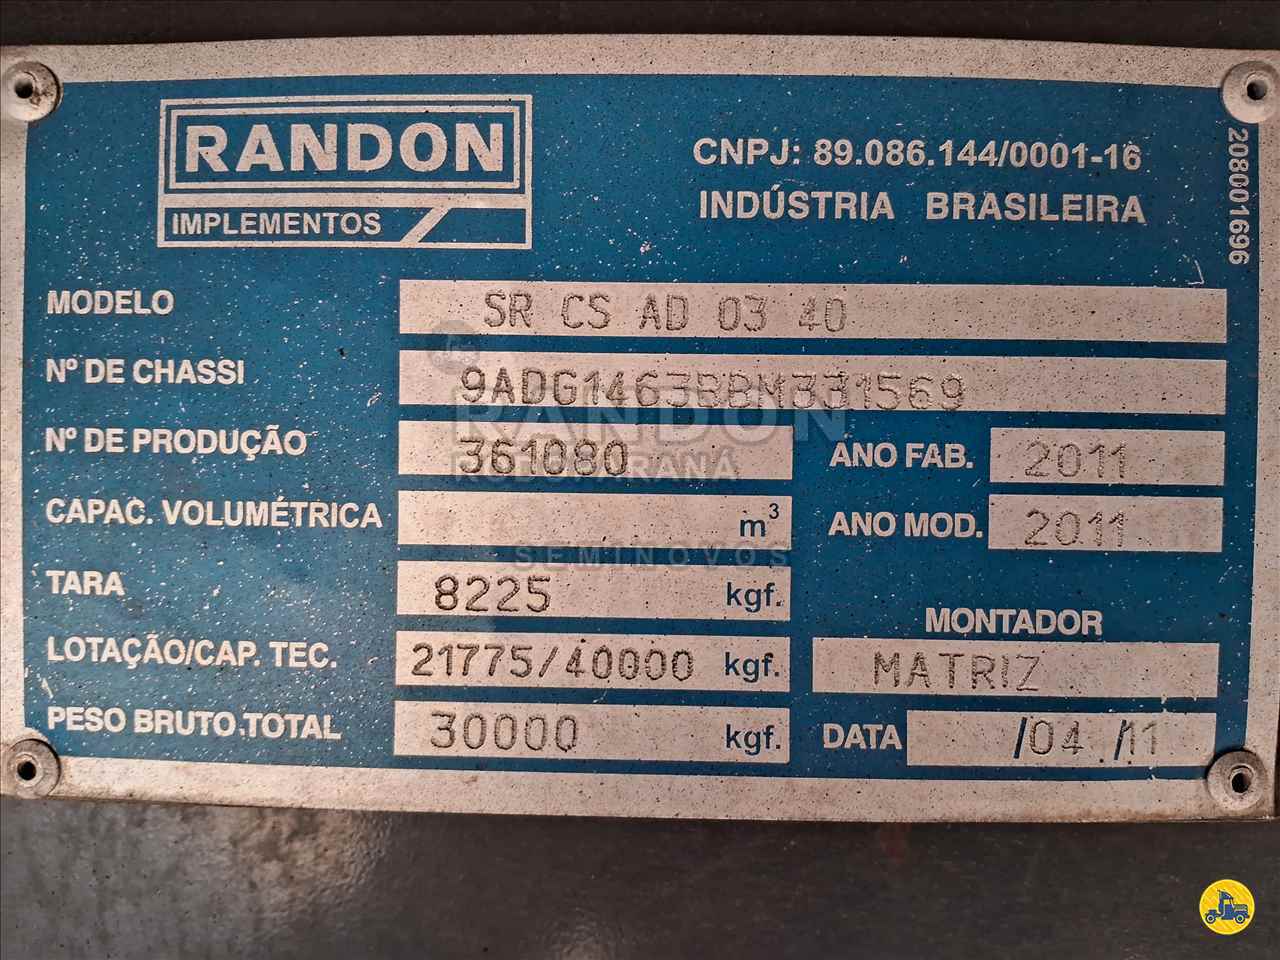 RANDON
IMPLEMENTOS
CNPJ: 89.086.144/0001-16
INDÚSTRIA BRASILEIRA
208001696
MODELO SR CS AD 03 40
Nº DE CHASSI 9ADG1463BBM331569
Nº DE PRODUÇÃO 361080 ANO FAB. 2011
CAPAC. VOLUMÉTRICA m³ ANO MOD. 2011
TARA 8225 kgf.
MONTADOR
LOTAÇÃO/CAP. TEC. 21775/40000 kgf. MATRIZ
PESO BRUTO TOTAL 30000 kgf. DATA /04 /11
RANDON
RODOPARANÁ
SEMINOVOS